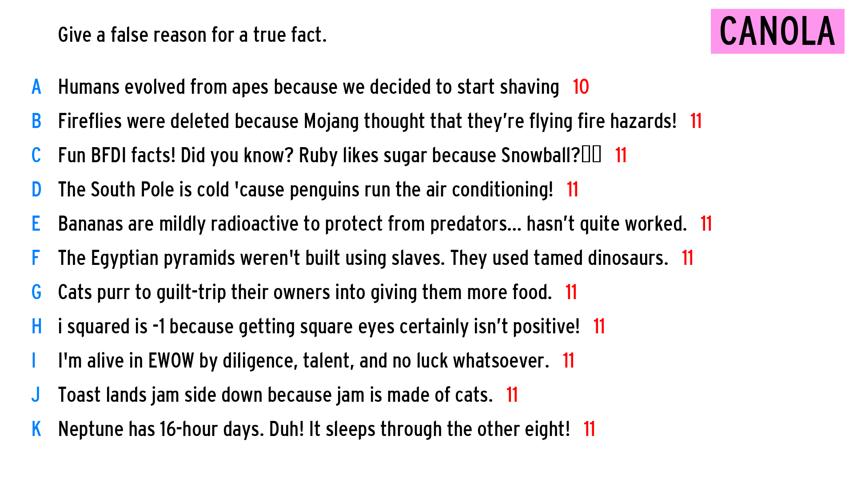 Give a false reason for a true fact.
CANOLA
A Humans evolved from apes because we decided to start shaving 10
B Fireflies were deleted because Mojang thought that they’re flying fire hazards! 11
C Fun BFDI facts! Did you know? Ruby likes sugar because Snowball?▯▯ 11
D The South Pole is cold 'cause penguins run the air conditioning! 11
E Bananas are mildly radioactive to protect from predators... hasn’t quite worked. 11
F The Egyptian pyramids weren't built using slaves. They used tamed dinosaurs. 11
G Cats purr to guilt-trip their owners into giving them more food. 11
H i squared is -1 because getting square eyes certainly isn’t positive! 11
I I'm alive in EWOW by diligence, talent, and no luck whatsoever. 11
J Toast lands jam side down because jam is made of cats. 11
K Neptune has 16-hour days. Duh! It sleeps through the other eight! 11